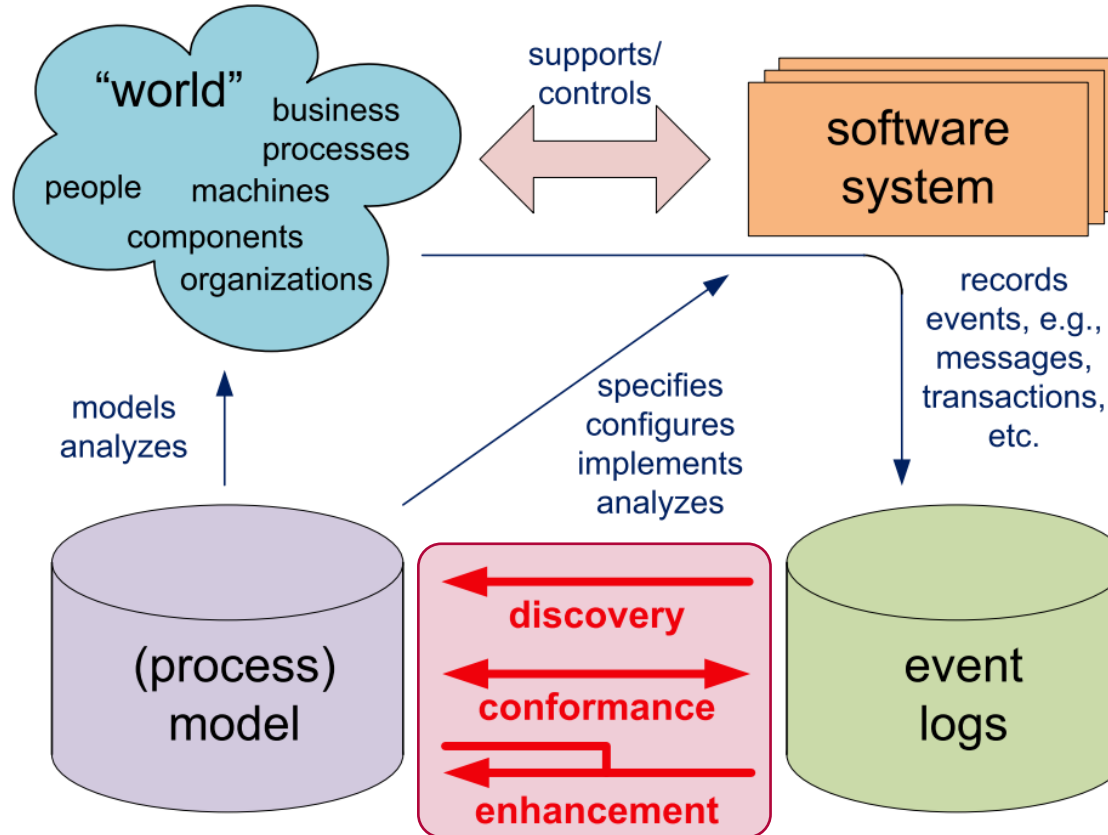 “world”
business
processes
people
machines
components
organizations
supports/
controls
software
system
records
events, e.g.,
messages,
transactions,
etc.
models
analyzes
specifies
configures
implements
analyzes
(process)
model
discovery
conformance
enhancement
event
logs